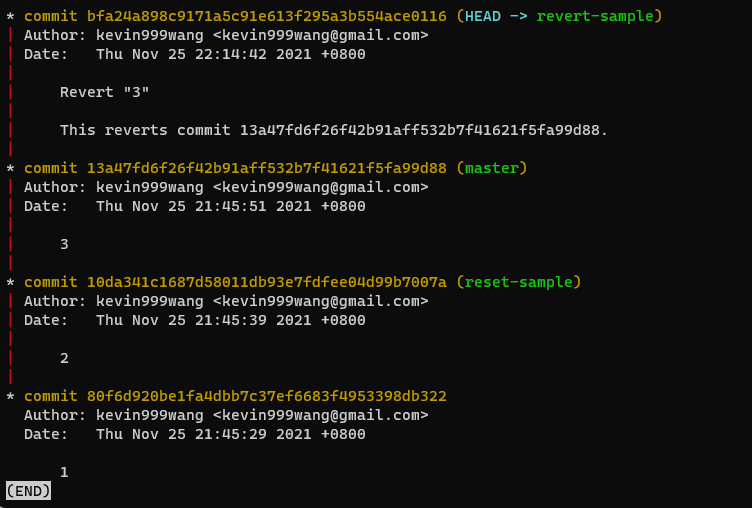 * commit bfa24a898c9171a5c91e613f295a3b554ace0116 (HEAD -> revert-sample)
| Author: kevin999wang <kevin999wang@gmail.com>
| Date:   Thu Nov 25 22:14:42 2021 +0800
|
|     Revert "3"
|
|     This reverts commit 13a47fd6f26f42b91aff532b7f41621f5fa99d88.
|
* commit 13a47fd6f26f42b91aff532b7f41621f5fa99d88 (master)
| Author: kevin999wang <kevin999wang@gmail.com>
| Date:   Thu Nov 25 21:45:51 2021 +0800
|
|     3
|
* commit 10da341c1687d58011db93e7fdfee04d99b7007a (reset-sample)
| Author: kevin999wang <kevin999wang@gmail.com>
| Date:   Thu Nov 25 21:45:39 2021 +0800
|
|     2
|
* commit 80f6d920be1fa4dbb7c37ef6683f4953398db322
  Author: kevin999wang <kevin999wang@gmail.com>
  Date:   Thu Nov 25 21:45:29 2021 +0800

      1
(END)